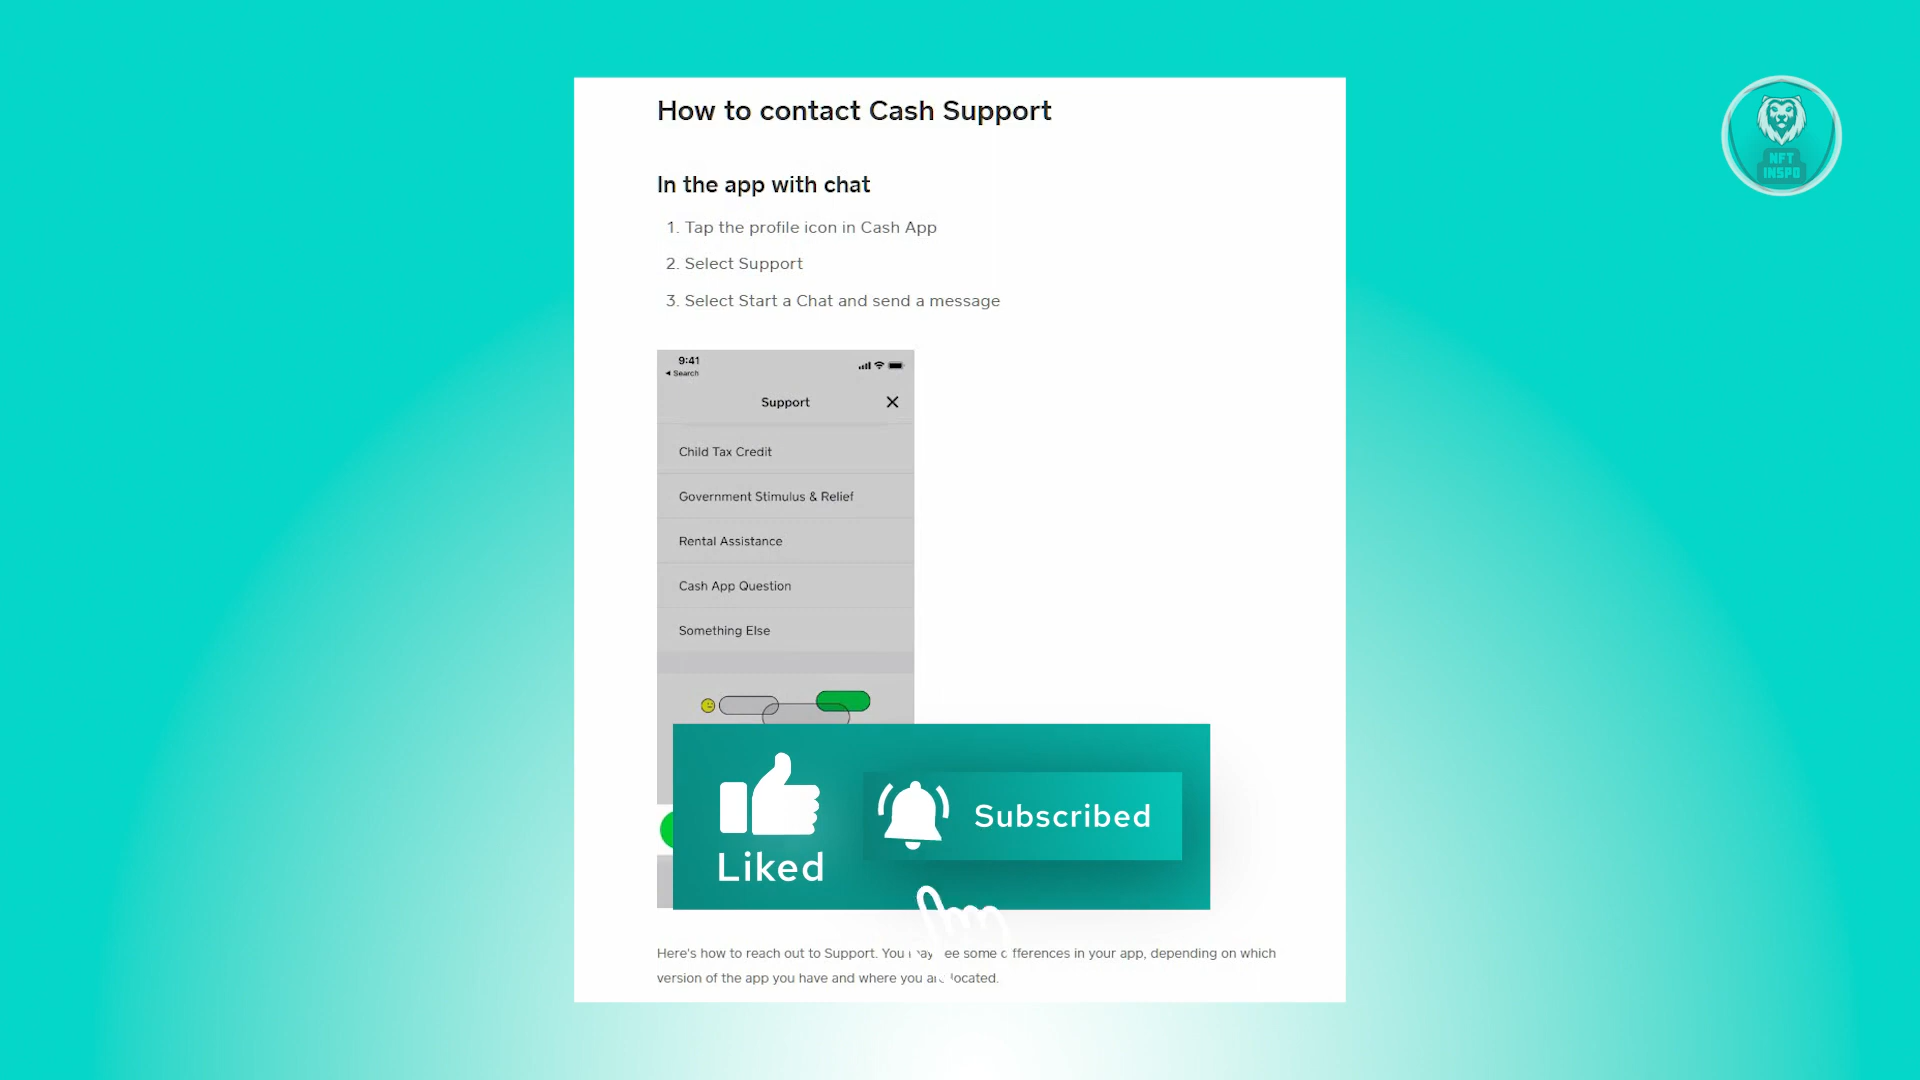 How to contact Cash Support
NFT
INSPO
In the app with chat
1. Tap the profile icon in Cash App
2. Select Support
3. Select Start a Chat and send a message
9:41
◀ Search
Support
Child Tax Credit
Government Stimulus & Relief
Rental Assistance
Cash App Question
Something Else
Liked
Subscribed
Here's how to reach out to Support. You some in your app, depending on which
version of the app you have and where you located.